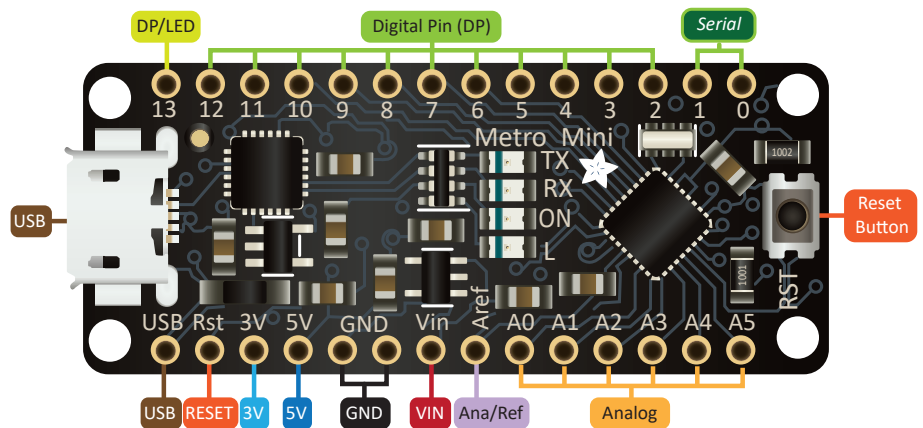 DP/LED
Digital Pin (DP)
Serial
13 12 11 10 9 8 7 6 5 4 3 2 1 0
Metro Mini
TX
RX
ON
L
1002
USB
Reset
Button
1001
RST
USB Rst 3V 5V GND Vin Aref A0 A1 A2 A3 A4 A5
USB RESET 3V 5V GND VIN Ana/Ref Analog